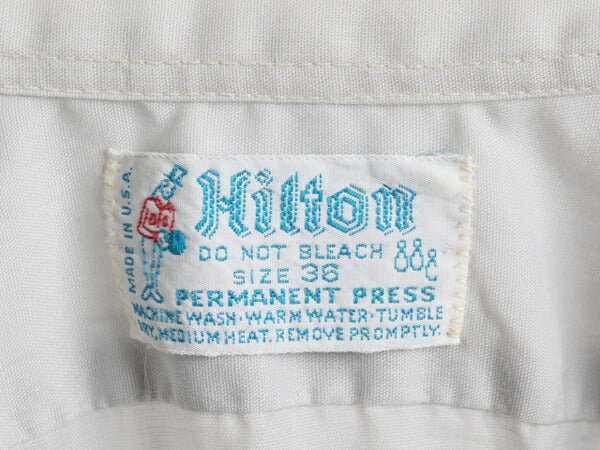 MADE IN U.S.A.
Hilton
DO NOT BLEACH
SIZE 36
PERMANENT PRESS
MACHINE WASH · WARM WATER · TUMBLE
DRY, MEDIUM HEAT. REMOVE PROMPTLY.